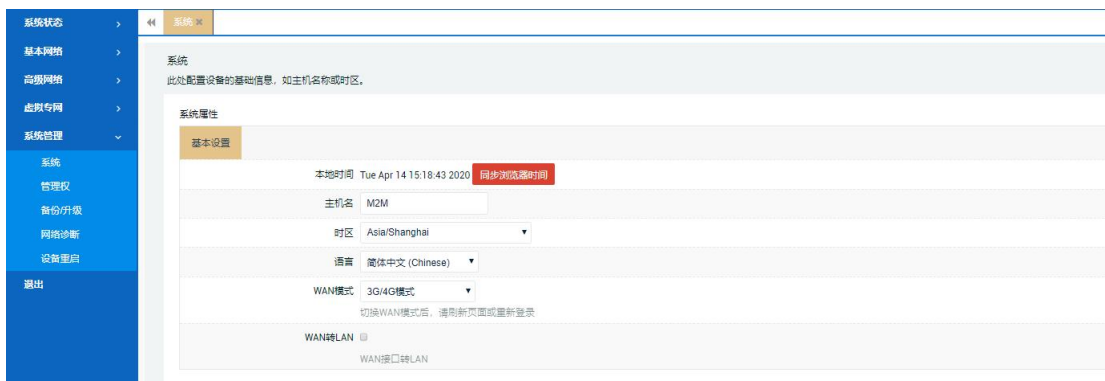 系统状态
基本网络
高级网络
虚拟专网
系统管理
系统
管理权
备份/升级
网络诊断
设备重启
退出
系统
系统
此处配置设备的基础信息，如主机名称或时区。
系统属性
基本设置
本地时间 Tue Apr 14 15:18:43 2020 同步浏览器时间
主机名 M2M
时区 Asia/Shanghai
语言 简体中文 (Chinese)
WAN模式 3G/4G模式
切换WAN模式后，请刷新页面或重新登录
WAN转LAN
WAN接口转LAN